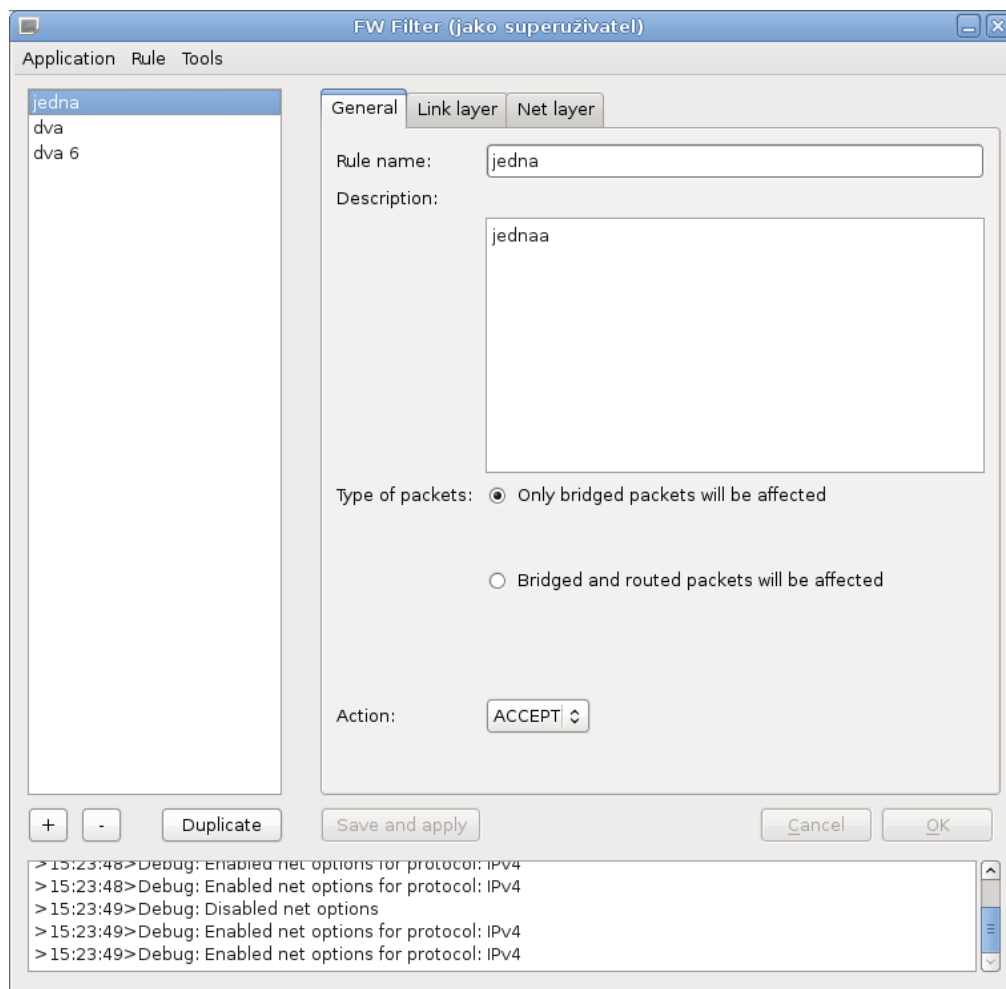 FW Filter (jako superuživatel)
Application Rule Tools
jedna
dva
dva 6
General Link layer Net layer
Rule name: jedna
Description:
jednaa
Type of packets: Only bridged packets will be affected
Bridged and routed packets will be affected
Action: ACCEPT
+ - Duplicate Save and apply Cancel OK
>15:23:48>Debug: Enabled net options for protocol: IPv4
>15:23:48>Debug: Enabled net options for protocol: IPv4
>15:23:49>Debug: Disabled net options
>15:23:49>Debug: Enabled net options for protocol: IPv4
>15:23:49>Debug: Enabled net options for protocol: IPv4